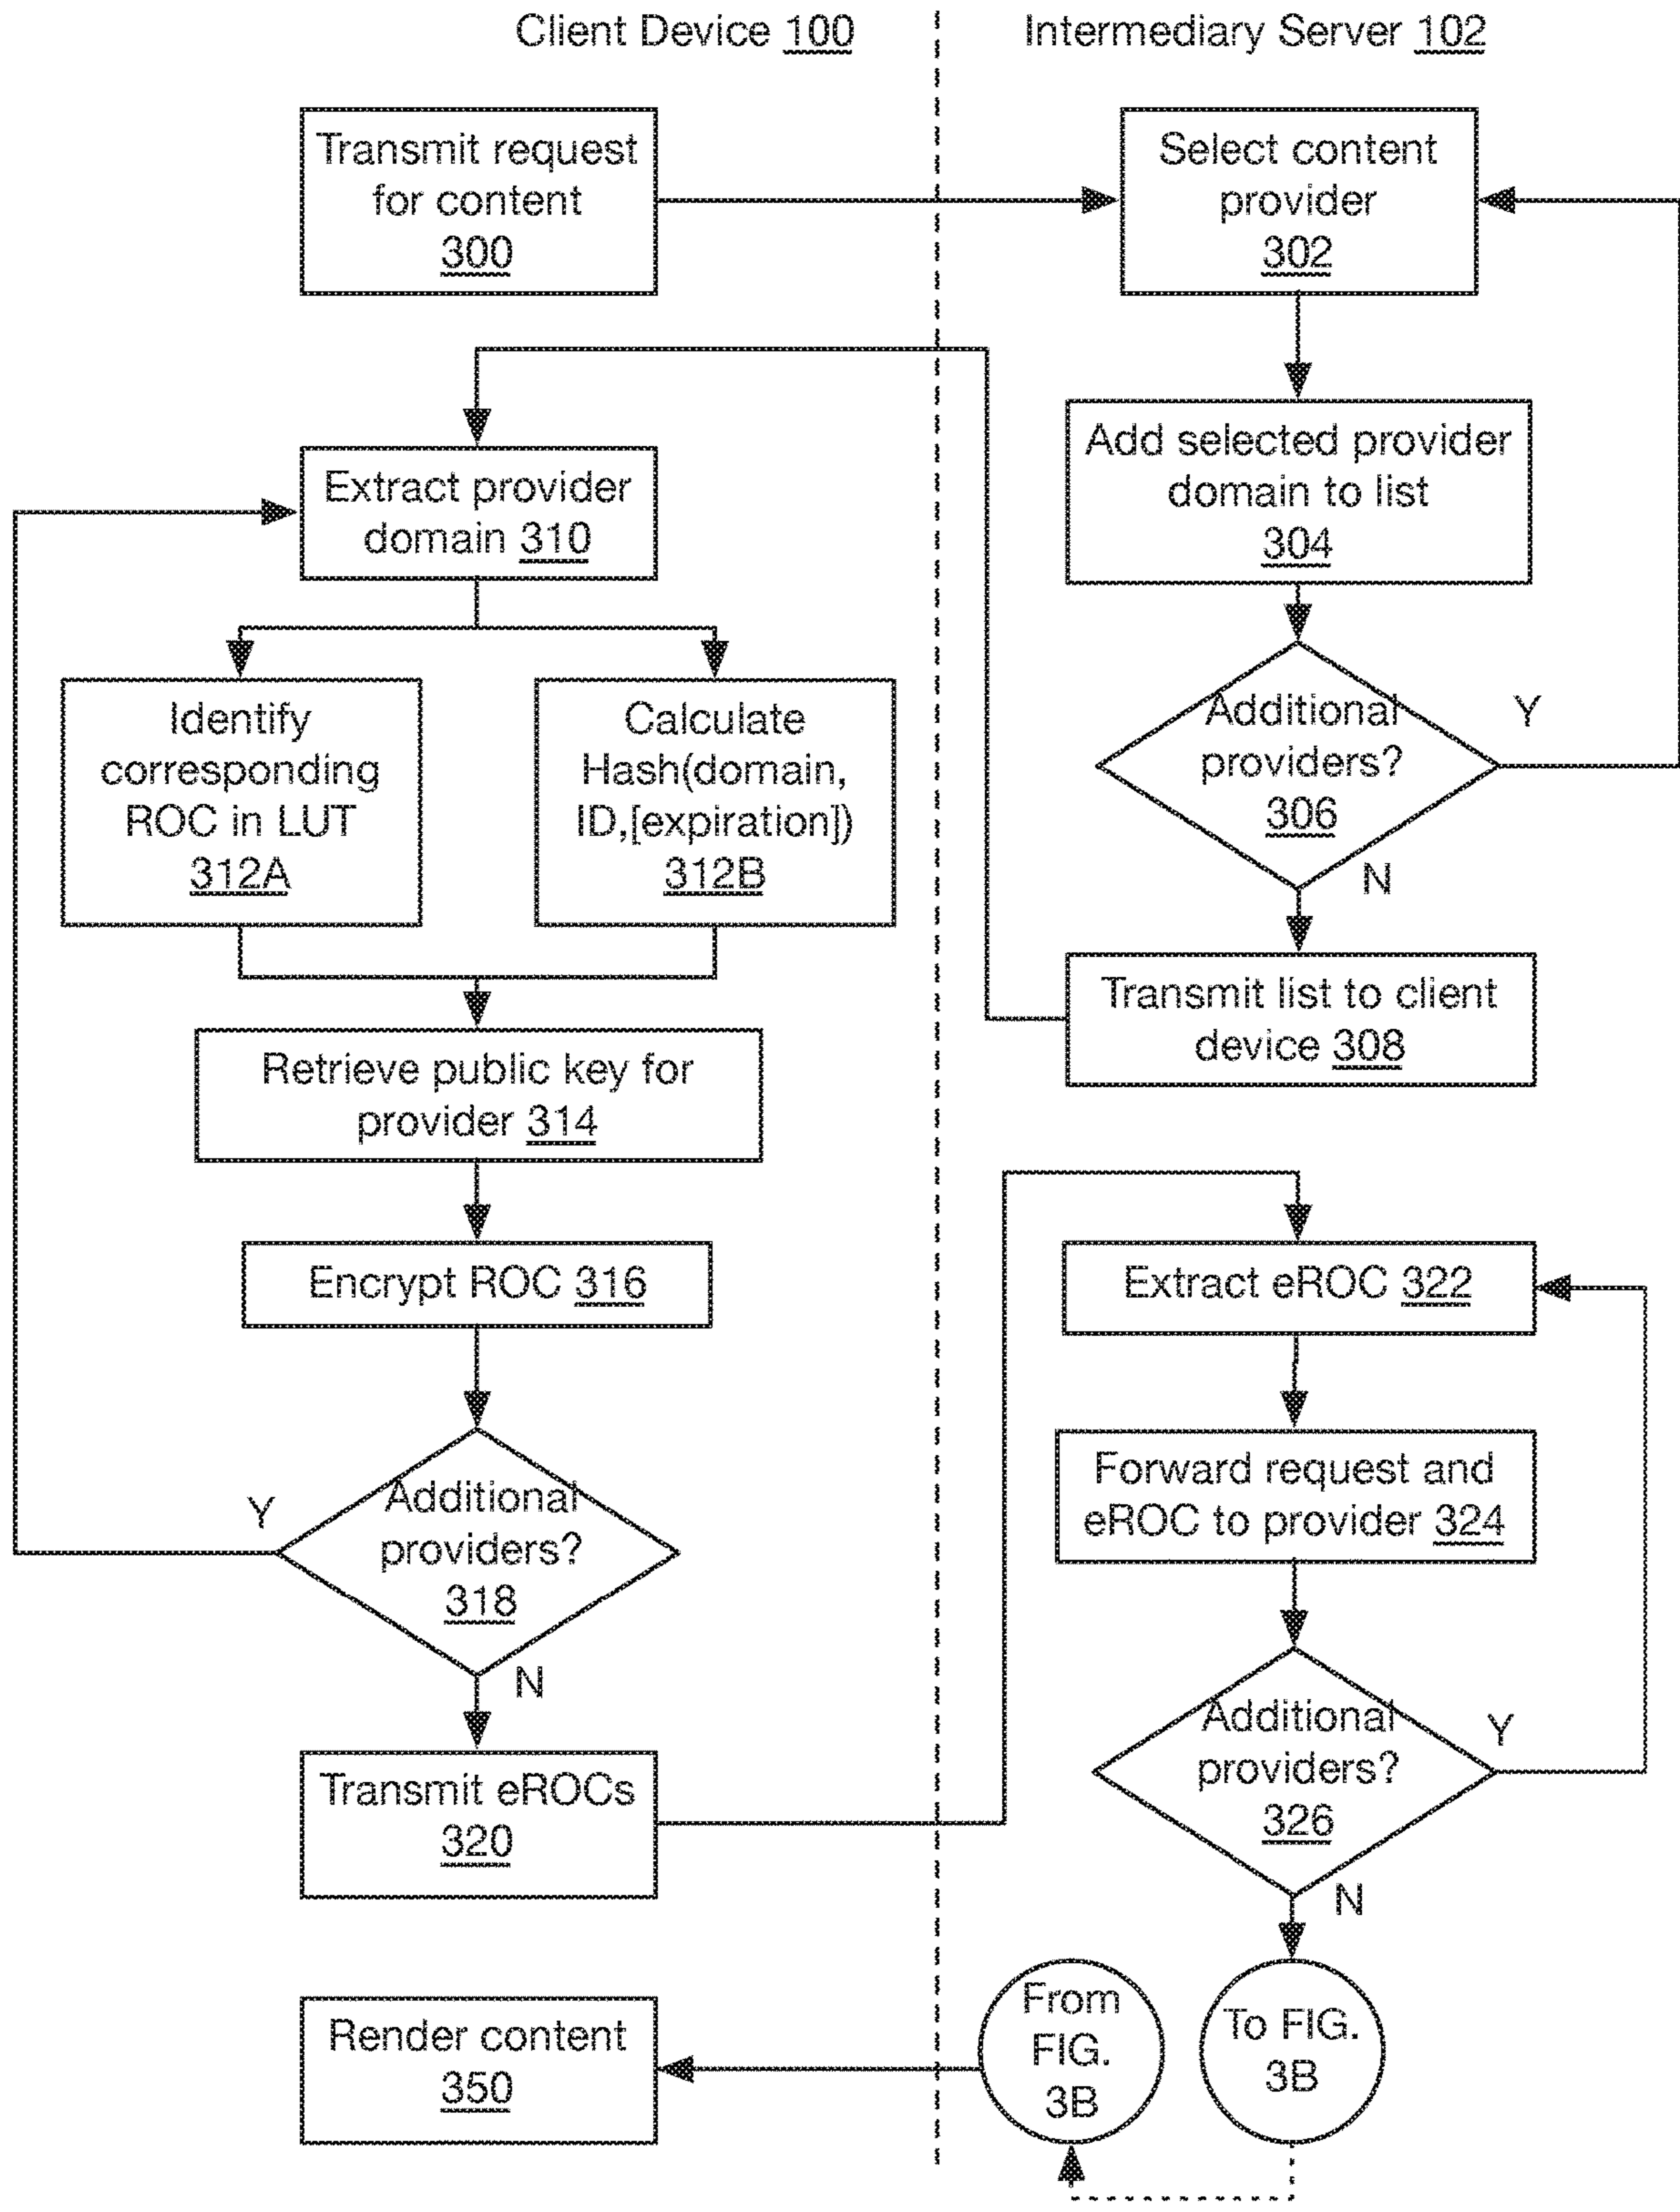 Client Device 100
Intermediary Server 102
Transmit request
for content
300
Select content
provider
302
Add selected provider
domain to list
304
Additional
providers?
306
Y
N
Transmit list to client
device 308
Extract provider
domain 310
Identify
corresponding
ROC in LUT
312A
Calculate
Hash(domain,
ID,[expiration])
312B
Retrieve public key for
provider 314
Encrypt ROC 316
Additional
providers?
318
Y
N
Transmit eROCs
320
Extract eROC 322
Forward request and
eROC to provider 324
Additional
providers?
326
Y
N
To FIG.
3B
From
FIG.
3B
Render content
350